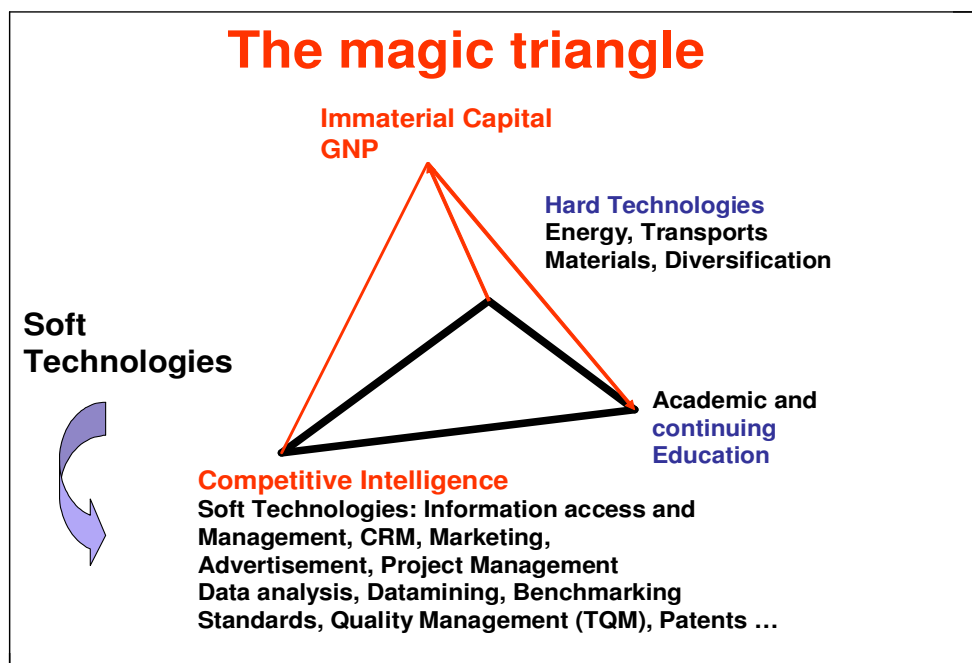 The magic triangle
Immaterial Capital
GNP
Hard Technologies
Energy, Transports
Materials, Diversification
Soft
Technologies
Academic and
continuing
Education
Competitive Intelligence
Soft Technologies: Information access and
Management, CRM, Marketing,
Advertisement, Project Management
Data analysis, Datamining, Benchmarking
Standards, Quality Management (TQM), Patents …